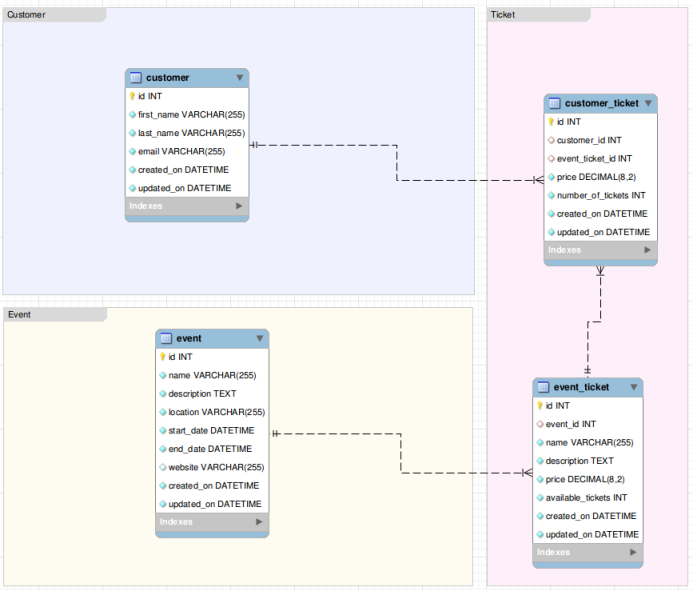 Customer
customer
id INT
first_name VARCHAR(255)
last_name VARCHAR(255)
email VARCHAR(255)
created_on DATETIME
updated_on DATETIME
Indexes
Event
event
id INT
name VARCHAR(255)
description TEXT
location VARCHAR(255)
start_date DATETIME
end_date DATETIME
website VARCHAR(255)
created_on DATETIME
updated_on DATETIME
Indexes
Ticket
customer_ticket
id INT
customer_id INT
event_ticket_id INT
price DECIMAL(8,2)
number_of_tickets INT
created_on DATETIME
updated_on DATETIME
Indexes
event_ticket
id INT
event_id INT
name VARCHAR(255)
description TEXT
price DECIMAL(8,2)
available_tickets INT
created_on DATETIME
updated_on DATETIME
Indexes